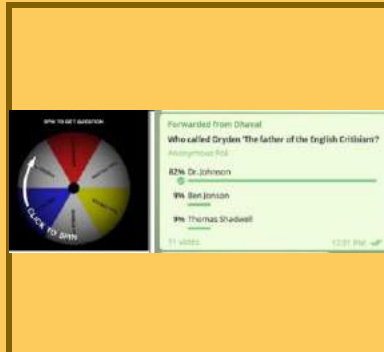 SPIN TO GET QUESTION
CLICK TO SPIN
Forwarded from Dhaval
Who called Dryden 'The father of the English Critisism'?
Anonymous Poll
82% Dr. Johnson
9% Ben Jonson
9% Thomas Shadwell
11 votes